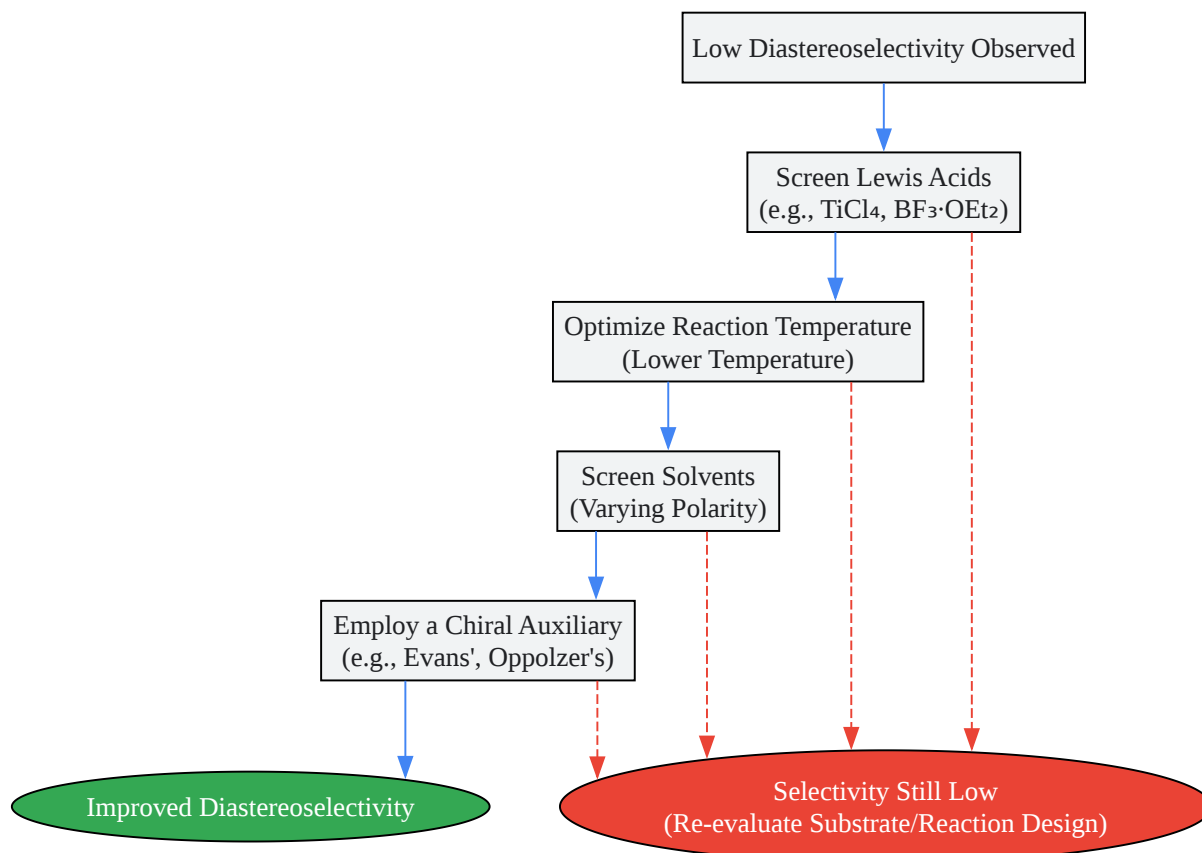 Low Diastereoselectivity Observed
Screen Lewis Acids
(e.g., TiCl₄, BF₃·OEt₂)
Optimize Reaction Temperature
(Lower Temperature)
Screen Solvents
(Varying Polarity)
Employ a Chiral Auxiliary
(e.g., Evans', Oppolzer's)
Improved Diastereoselectivity
Selectivity Still Low
(Re-evaluate Substrate/Reaction Design)